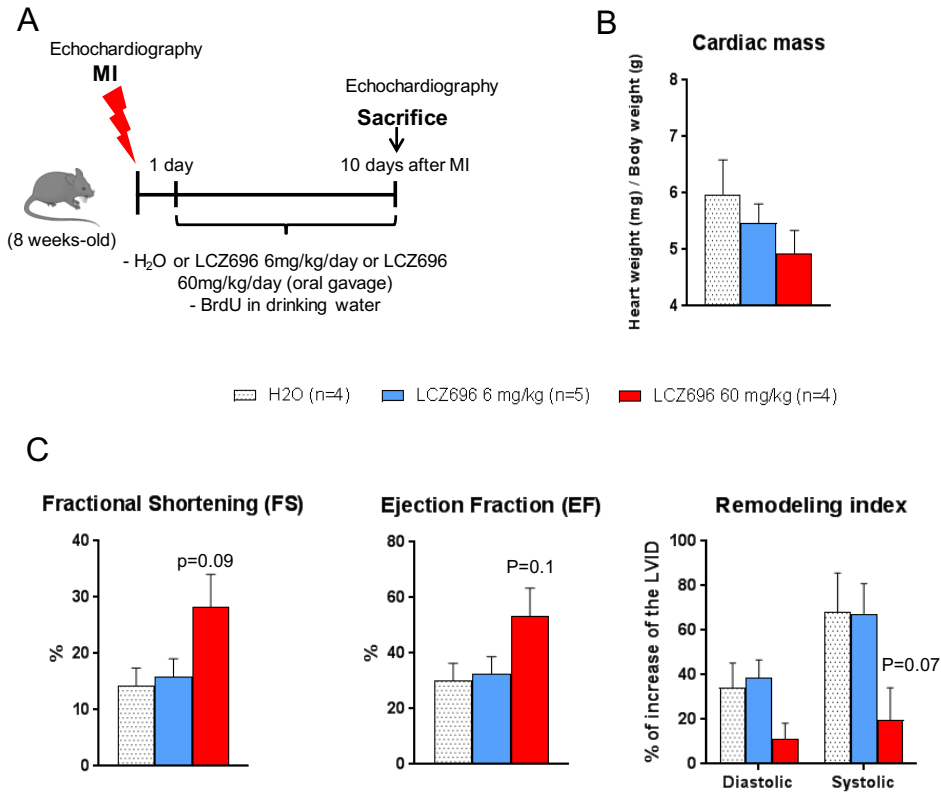 A
Echochardiography
MI
Echochardiography
Sacrifice
1 day
10 days after MI
(8 weeks-old)
- H₂O or LCZ696 6mg/kg/day or LCZ696
60mg/kg/day (oral gavage)
- BrdU in drinking water
B
Cardiac mass
Heart weight (mg) / Body weight (g)
8
7
6
5
4
H2O (n=4)
LCZ696 6 mg/kg (n=5)
LCZ696 60 mg/kg (n=4)
C
Fractional Shortening (FS)
%
40
30
20
10
0
p=0.09
Ejection Fraction (EF)
%
80
60
40
20
0
P=0.1
Remodeling index
% of increase of the LVID
100
80
60
40
20
0
P=0.07
Diastolic
Systolic